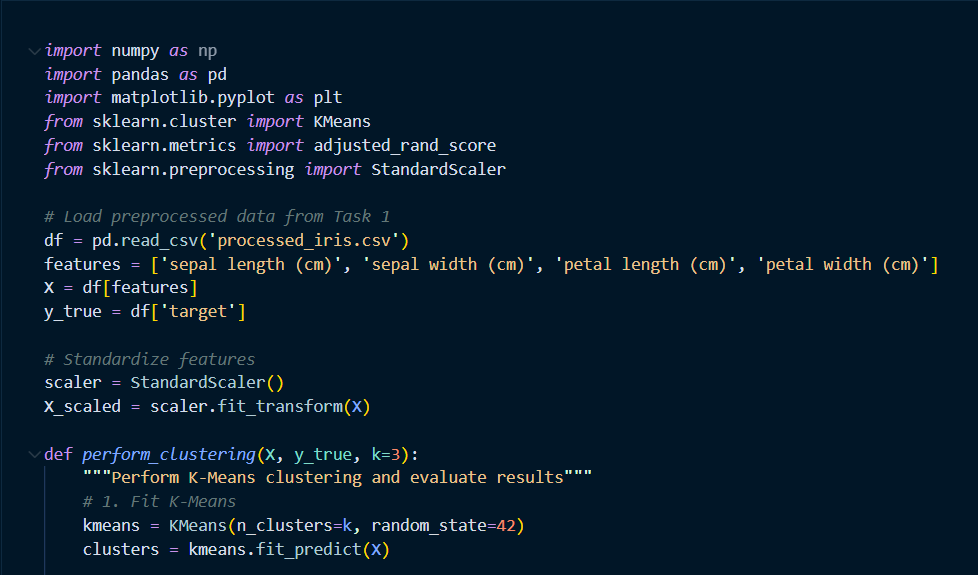 import numpy as np
import pandas as pd
import matplotlib.pyplot as plt
from sklearn.cluster import KMeans
from sklearn.metrics import adjusted_rand_score
from sklearn.preprocessing import StandardScaler

# Load preprocessed data from Task 1
df = pd.read_csv('processed_iris.csv')
features = ['sepal length (cm)', 'sepal width (cm)', 'petal length (cm)', 'petal width (cm)']
X = df[features]
y_true = df['target']

# Standardize features
scaler = StandardScaler()
X_scaled = scaler.fit_transform(X)

def perform_clustering(X, y_true, k=3):
    """Perform K-Means clustering and evaluate results"""
    # 1. Fit K-Means
    kmeans = KMeans(n_clusters=k, random_state=42)
    clusters = kmeans.fit_predict(X)